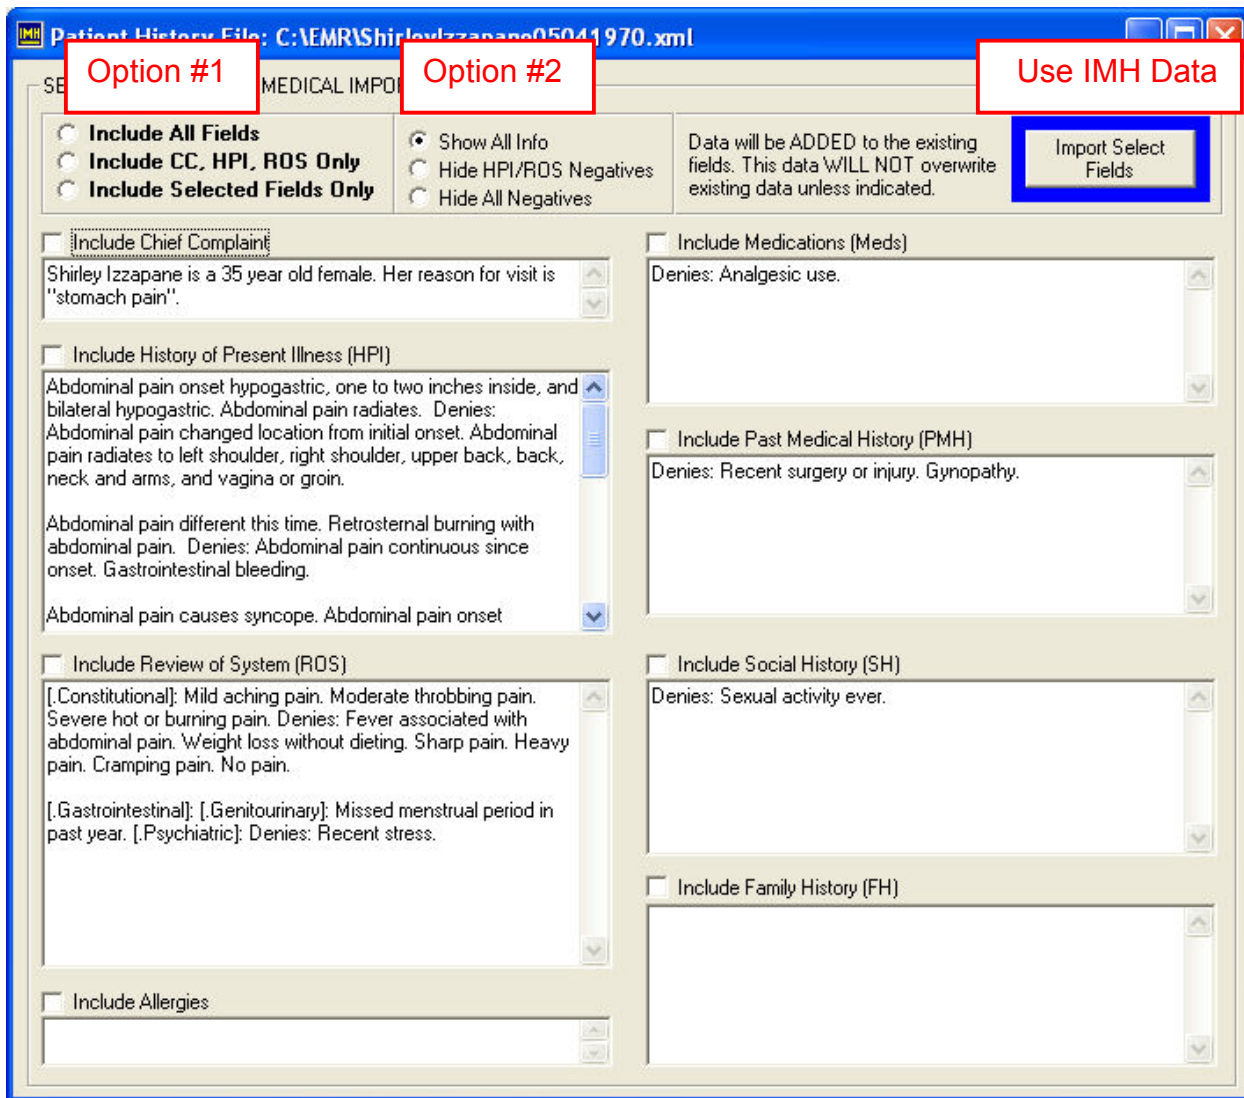 IMH Patient History File: C:\EMR\ShirleyIzzapane05041970.xml
Option #1
Option #2
Use IMH Data
SE MEDICAL IMPO
Include All Fields
Include CC, HPI, ROS Only
Include Selected Fields Only
Show All Info
Hide HPI/ROS Negatives
Hide All Negatives
Data will be ADDED to the existing
fields. This data WILL NOT overwrite
existing data unless indicated.
Import Select
Fields
Include Chief Complaint
Shirley Izzapane is a 35 year old female. Her reason for visit is
"stomach pain".
Include History of Present Illness (HPI)
Abdominal pain onset hypogastric, one to two inches inside, and
bilateral hypogastric. Abdominal pain radiates.  Denies:
Abdominal pain changed location from initial onset. Abdominal
pain radiates to left shoulder, right shoulder, upper back, back,
neck and arms, and vagina or groin.
Abdominal pain different this time. Retrosternal burning with
abdominal pain.  Denies: Abdominal pain continuous since
onset. Gastrointestinal bleeding.
Abdominal pain causes syncope. Abdominal pain onset
Include Review of System (ROS)
[.Constitutional]: Mild aching pain. Moderate throbbing pain.
Severe hot or burning pain. Denies: Fever associated with
abdominal pain. Weight loss without dieting. Sharp pain. Heavy
pain. Cramping pain. No pain.
[.Gastrointestinal]: [.Genitourinary]: Missed menstrual period in
past year. [.Psychiatric]: Denies: Recent stress.
Include Allergies
Include Medications (Meds)
Denies: Analgesic use.
Include Past Medical History (PMH)
Denies: Recent surgery or injury. Gynopathy.
Include Social History (SH)
Denies: Sexual activity ever.
Include Family History (FH)